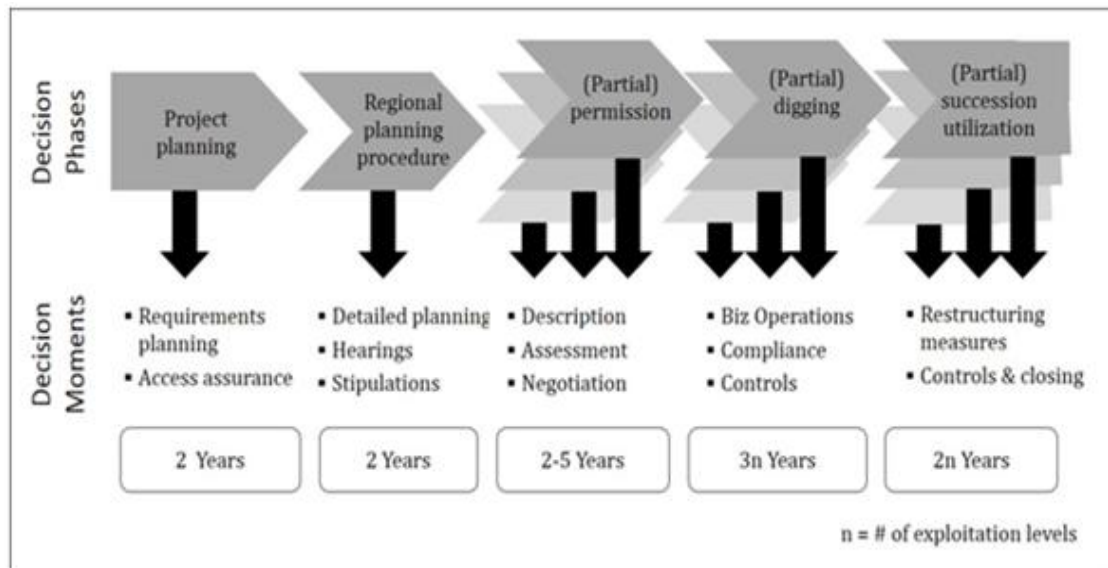 Decision
Phases
Project
planning
Regional
planning
procedure
(Partial)
permission
(Partial)
digging
(Partial)
succession
utilization
Decision
Moments
▪ Requirements
planning
▪ Access assurance
▪ Detailed planning
▪ Hearings
▪ Stipulations
▪ Description
▪ Assessment
▪ Negotiation
▪ Biz Operations
▪ Compliance
▪ Controls
▪ Restructuring
measures
▪ Controls & closing
2 Years
2 Years
2-5 Years
3n Years
2n Years
n = # of exploitation levels